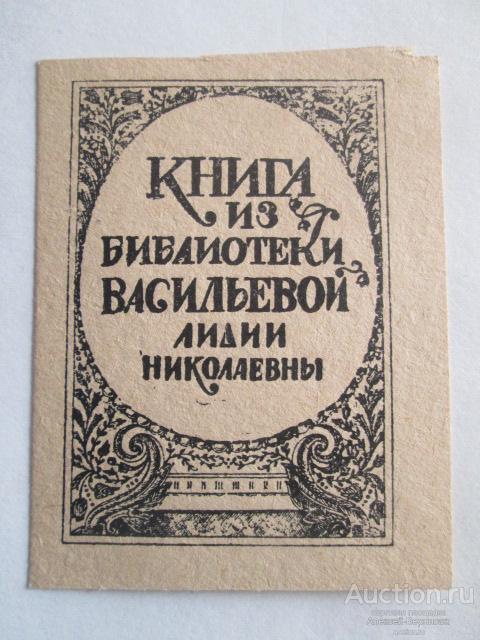 КНИГА
ИЗ
БИБЛИОТЕКИ
ВАСИЛЬЕВОЙ
ЛИДИИ
НИКОЛАЕВНЫ
Auction.ru